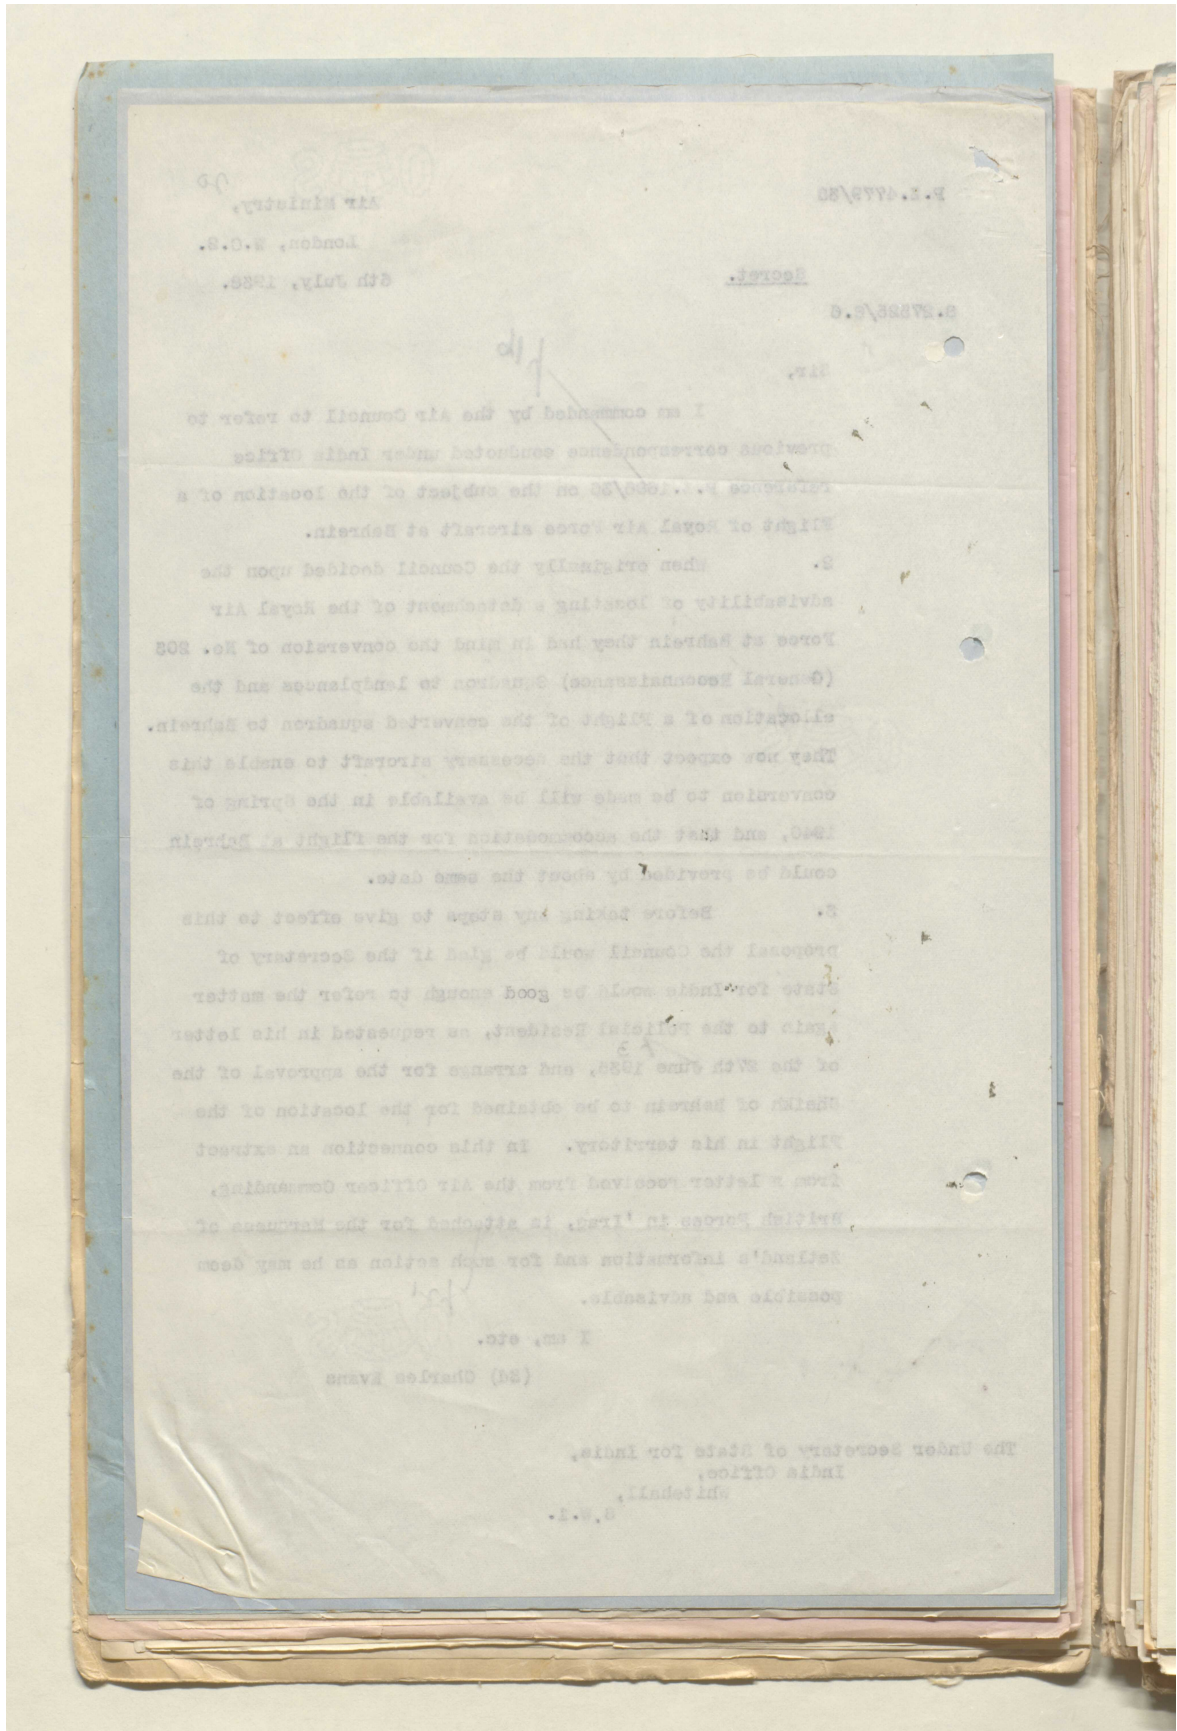 P.Z.4779/38
Air Ministry,
London, W.C.2.
6th July, 1938.
Secret.
S.27525/S.6
Sir,
I am commanded by the Air Council to refer to
previous correspondence conducted under India Office
reference on the subject of the location of a
Flight of Royal Air Force aircraft at Bahrein.
2. When originally the Council decided upon the
advisability of locating a detachment of the Royal Air
Force at Bahrein they had in mind the conversion of No. 203
(General Reconnaissance) Squadron to landplanes and the
allocation of a Flight of the converted squadron to Bahrein.
They now expect that the necessary aircraft to enable this
conversion to be made will be available in the Spring of
1940, and that the accommodation for the flight at Bahrein
could be provided by about the same date.
3. Before taking any steps to give effect to this
proposal the Council would be glad if the Secretary of
State for India would be good enough to refer the matter
again to the Political Resident, as requested in his letter
of the 27th June and arrange for the approval of the
Sheikh of Bahrein to be obtained for the location of the
Flight in his territory. In this connection an extract
from a letter received from the Air Officer Commanding,
British Forces in 'Iraq, is attached for the Marquess of
Zetland's information and for such action as he may deem
possible and advisable.
I am, etc.
(Sd) Charles Evans
The Under Secretary of State for India,
India Office,
Whitehall,
S.W.1.